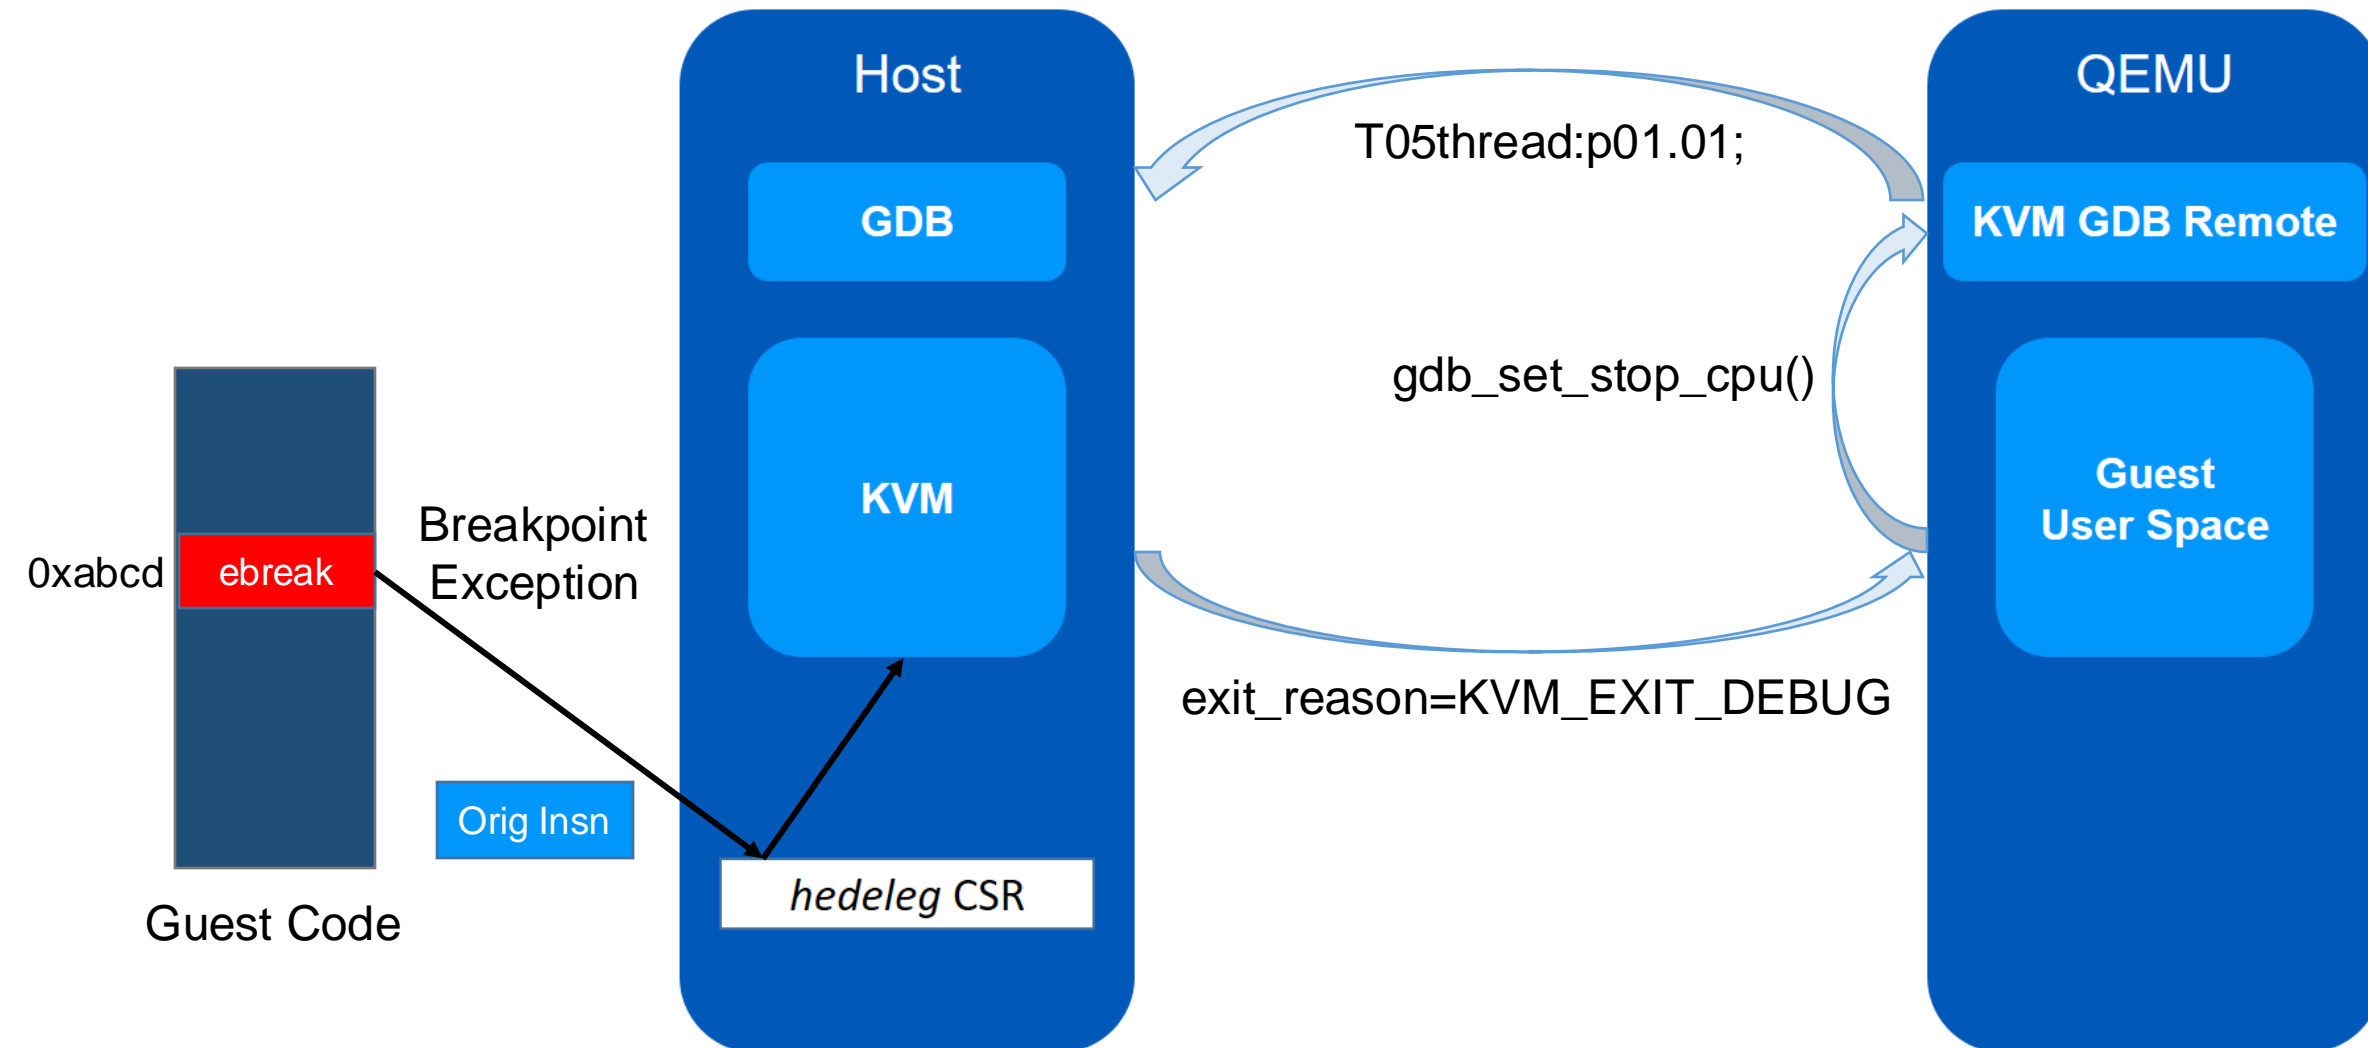 Host
QEMU
T05thread:p01.01;
GDB
KVM GDB Remote
gdb_set_stop_cpu()
KVM
Guest
User Space
Breakpoint
Exception
0xabcd
ebreak
exit_reason=KVM_EXIT_DEBUG
Orig Insn
hedeleg CSR
Guest Code